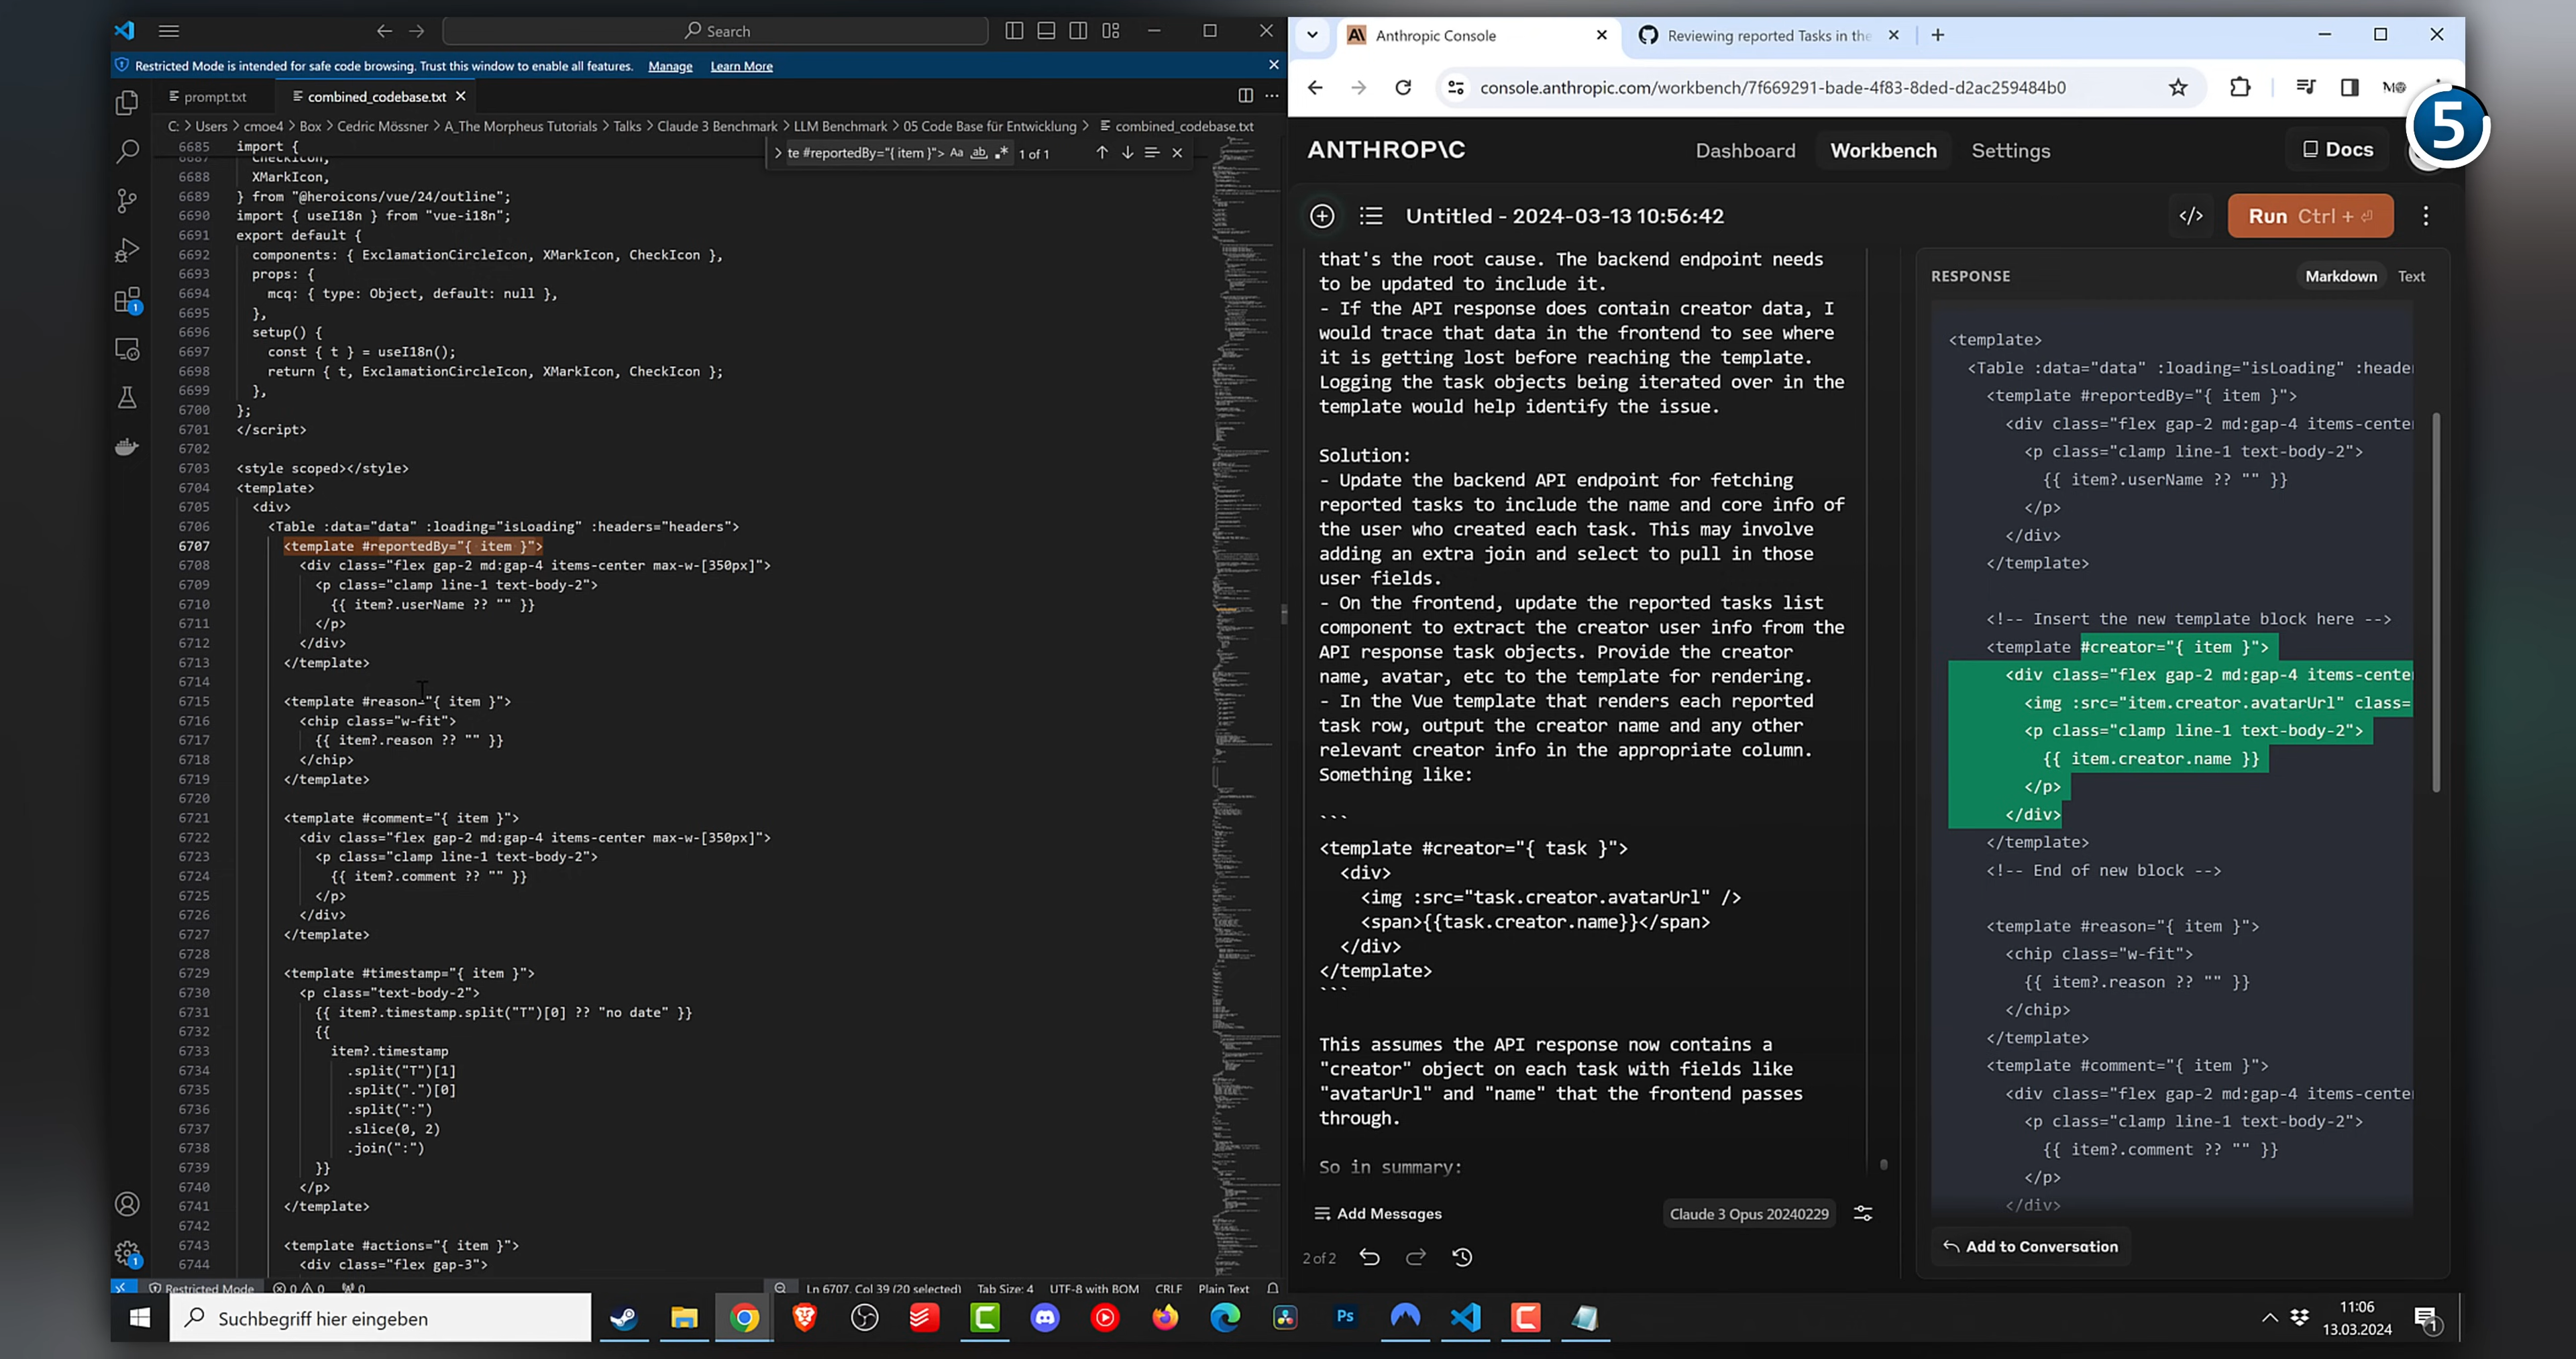 Search
Restricted Mode is intended for safe code browsing. Trust this window to enable all features. Manage Learn More
prompt.txt
combined_codebase.txt
C: > Users > cmoe4 > Box > Cedric Mössner > A_The Morpheus Tutorials > Talks > Claude 3 Benchmark > LLM Benchmark > 05 Code Base für Entwicklung > combined_codebase.txt
te #reportedBy="{ item }"> Aa ab 1 of 1
6685 import {
6687 CheckIcon,
6688 XMarkIcon,
6689 } from "@heroicons/vue/24/outline";
6690 import { useI18n } from "vue-i18n";
6691 export default {
6692 components: { ExclamationCircleIcon, XMarkIcon, CheckIcon },
6693 props: {
6694 mcq: { type: Object, default: null },
6695 },
6696 setup() {
6697 const { t } = useI18n();
6698 return { t, ExclamationCircleIcon, XMarkIcon, CheckIcon };
6699 },
6700 };
6701 </script>
6702
6703 <style scoped></style>
6704 <template>
6705 <div>
6706 <Table :data="data" :loading="isLoading" :headers="headers">
6707 <template #reportedBy="{ item }">
6708 <div class="flex gap-2 md:gap-4 items-center max-w-[350px]">
6709 <p class="clamp line-1 text-body-2">
6710 {{ item?.userName ?? "" }}
6711 </p>
6712 </div>
6713 </template>
6714
6715 <template #reason="{ item }">
6716 <chip class="w-fit">
6717 {{ item?.reason ?? "" }}
6718 </chip>
6719 </template>
6720
6721 <template #comment="{ item }">
6722 <div class="flex gap-2 md:gap-4 items-center max-w-[350px]">
6723 <p class="clamp line-1 text-body-2">
6724 {{ item?.comment ?? "" }}
6725 </p>
6726 </div>
6727 </template>
6728
6729 <template #timestamp="{ item }">
6730 <p class="text-body-2">
6731 {{ item?.timestamp.split("T")[0] ?? "no date" }}
6732 {{
6733 item?.timestamp
6734 .split("T")[1]
6735 .split(".")[0]
6736 .split(":")
6737 .slice(0, 2)
6738 .join(":")
6739 }}
6740 </p>
6741 </template>
6742
6743 <template #actions="{ item }">
6744 <div class="flex gap-3">
Restricted Mode 0 0 0 Ln 6707, Col 39 (20 selected) Tab Size: 4 UTF-8 with BOM CRLF Plain Text
Anthropic Console
Reviewing reported Tasks in the
console.anthropic.com/workbench/7f669291-bade-4f83-8ded-d2ac259484b0
5
ANTHROP\C
Dashboard Workbench Settings Docs
Untitled - 2024-03-13 10:56:42
Run Ctrl +
that's the root cause. The backend endpoint needs
to be updated to include it.
- If the API response does contain creator data, I
would trace that data in the frontend to see where
it is getting lost before reaching the template.
Logging the task objects being iterated over in the
template would help identify the issue.
Solution:
- Update the backend API endpoint for fetching
reported tasks to include the name and core info of
the user who created each task. This may involve
adding an extra join and select to pull in those
user fields.
- On the frontend, update the reported tasks list
component to extract the creator user info from the
API response task objects. Provide the creator
name, avatar, etc to the template for rendering.
- In the Vue template that renders each reported
task row, output the creator name and any other
relevant creator info in the appropriate column.
Something like:
```
<template #creator="{ task }">
<div>
<img :src="task.creator.avatarUrl" />
<span>{{task.creator.name}}</span>
</div>
</template>
```
This assumes the API response now contains a
"creator" object on each task with fields like
"avatarUrl" and "name" that the frontend passes
through.
So in summary:
Add Messages
Claude 3 Opus 20240229
2 of 2
RESPONSE
Markdown Text
<template>
<Table :data="data" :loading="isLoading" :header
<template #reportedBy="{ item }">
<div class="flex gap-2 md:gap-4 items-center
<p class="clamp line-1 text-body-2">
{{ item?.userName ?? "" }}
</p>
</div>
</template>
<!-- Insert the new template block here -->
<template #creator="{ item }">
<div class="flex gap-2 md:gap-4 items-center
<img :src="item.creator.avatarUrl" class=
<p class="clamp line-1 text-body-2">
{{ item.creator.name }}
</p>
</div>
</template>
<!-- End of new block -->
<template #reason="{ item }">
<chip class="w-fit">
{{ item?.reason ?? "" }}
</chip>
</template>
<template #comment="{ item }">
<div class="flex gap-2 md:gap-4 items-center
<p class="clamp line-1 text-body-2">
{{ item?.comment ?? "" }}
</p>
</div>
Add to Conversation
Suchbegriff hier eingeben
Ps
11:06
13.03.2024
1